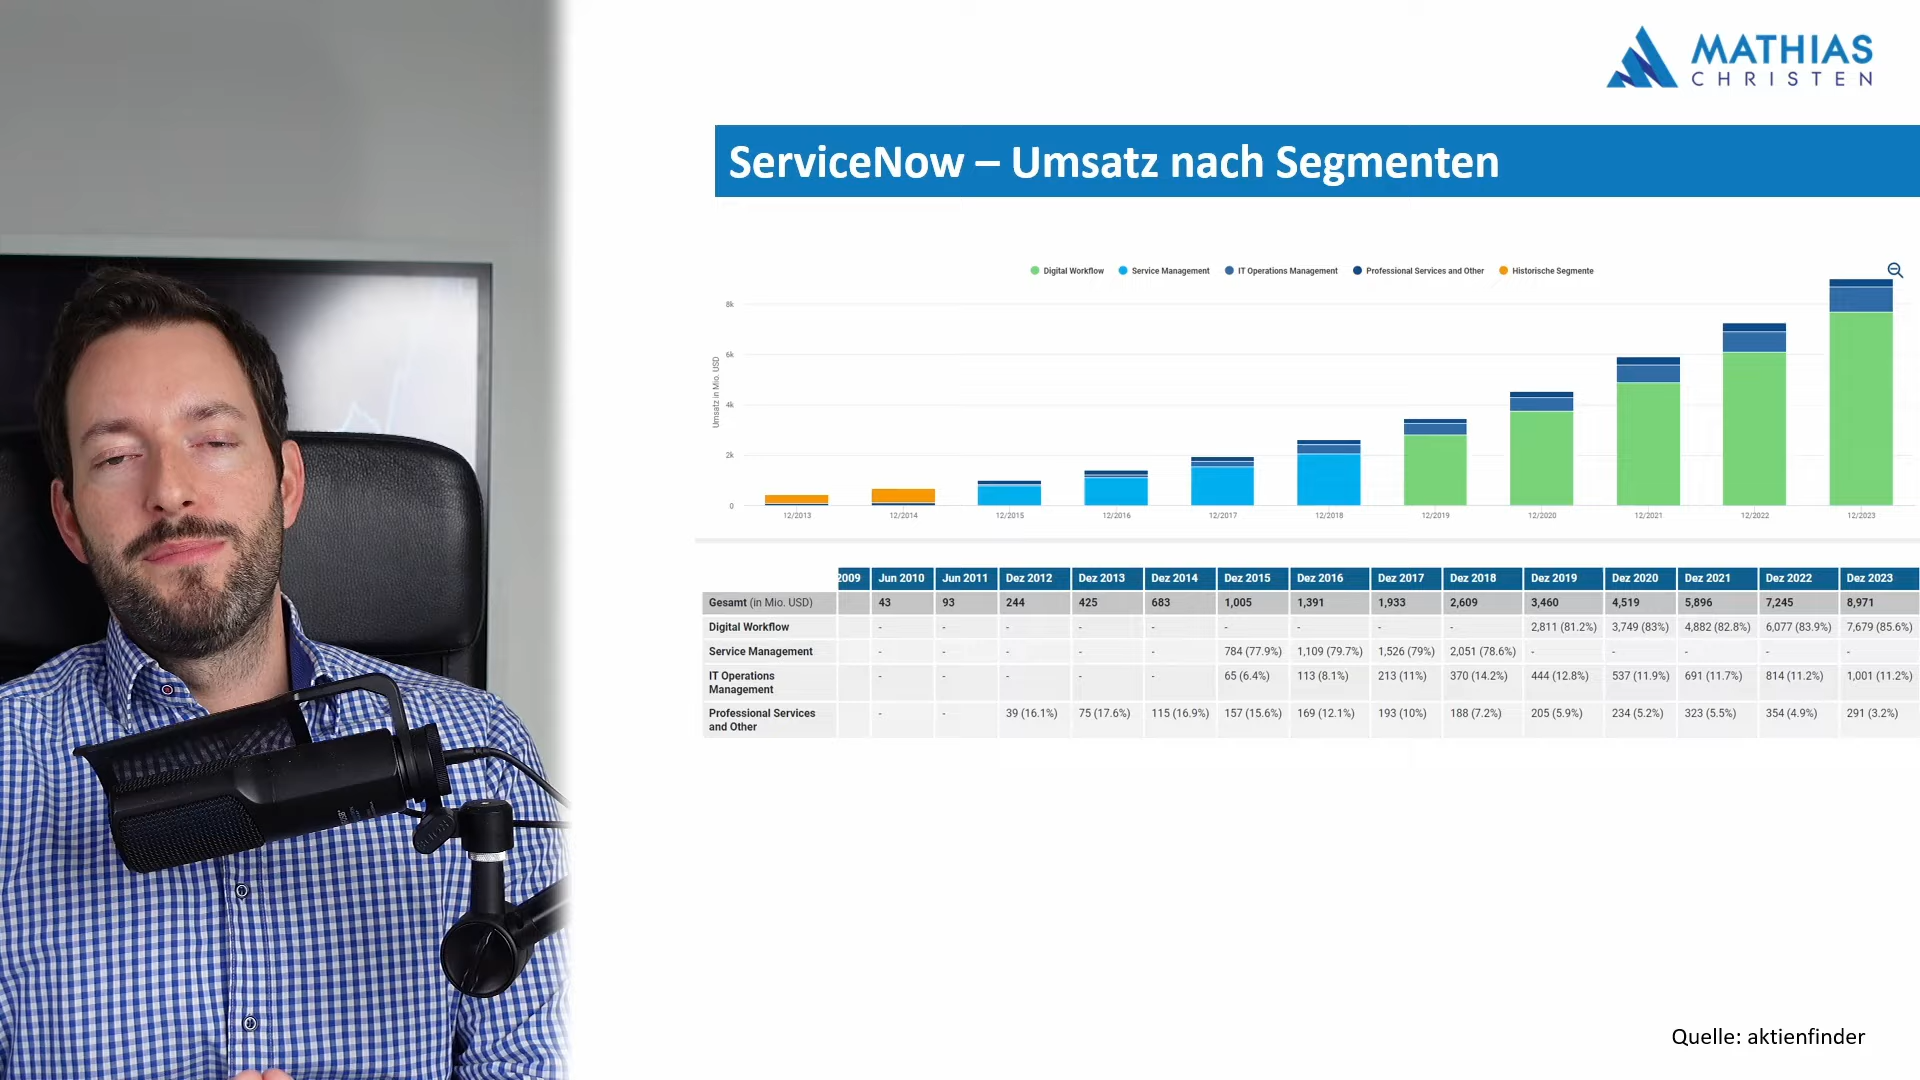 MATHIAS
CHRISTEN
ServiceNow – Umsatz nach Segmenten
Digital Workflow Service Management IT Operations Management Professional Services and Other Historische Segmente
Umsatz in Mio. USD
8k
6k
4k
2k
0
12/2013 12/2014 12/2015 12/2016 12/2017 12/2018 12/2019 12/2020 12/2021 12/2022 12/2023
2009 Jun 2010 Jun 2011 Dez 2012 Dez 2013 Dez 2014 Dez 2015 Dez 2016 Dez 2017 Dez 2018 Dez 2019 Dez 2020 Dez 2021 Dez 2022 Dez 2023
Gesamt (in Mio. USD) 43 93 244 425 683 1,005 1,391 1,933 2,609 3,460 4,519 5,896 7,245 8,971
Digital Workflow - - - - - - - - - 2,811 (81.2%) 3,749 (83%) 4,882 (82.8%) 6,077 (83.9%) 7,679 (85.6%)
Service Management - - - - - 784 (77.9%) 1,109 (79.7%) 1,526 (79%) 2,051 (78.6%) - - - - -
IT Operations
Management - - - - - 65 (6.4%) 113 (8.1%) 213 (11%) 370 (14.2%) 444 (12.8%) 537 (11.9%) 691 (11.7%) 814 (11.2%) 1,001 (11.2%)
Professional Services
and Other - - 39 (16.1%) 75 (17.6%) 115 (16.9%) 157 (15.6%) 169 (12.1%) 193 (10%) 188 (7.2%) 205 (5.9%) 234 (5.2%) 323 (5.5%) 354 (4.9%) 291 (3.2%)
Quelle: aktienfinder